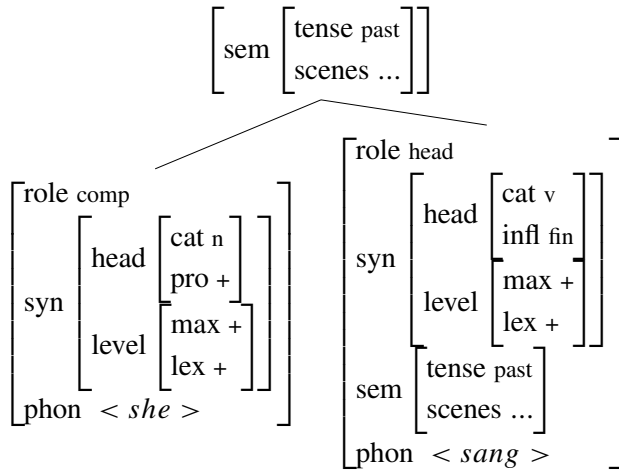 sem
tense past
scenes ...
role comp
syn
head
cat n
pro +
level
max +
lex +
phon < she >
role head
syn
head
cat v
infl fin
level
max +
lex +
sem
tense past
scenes ...
phon < sang >